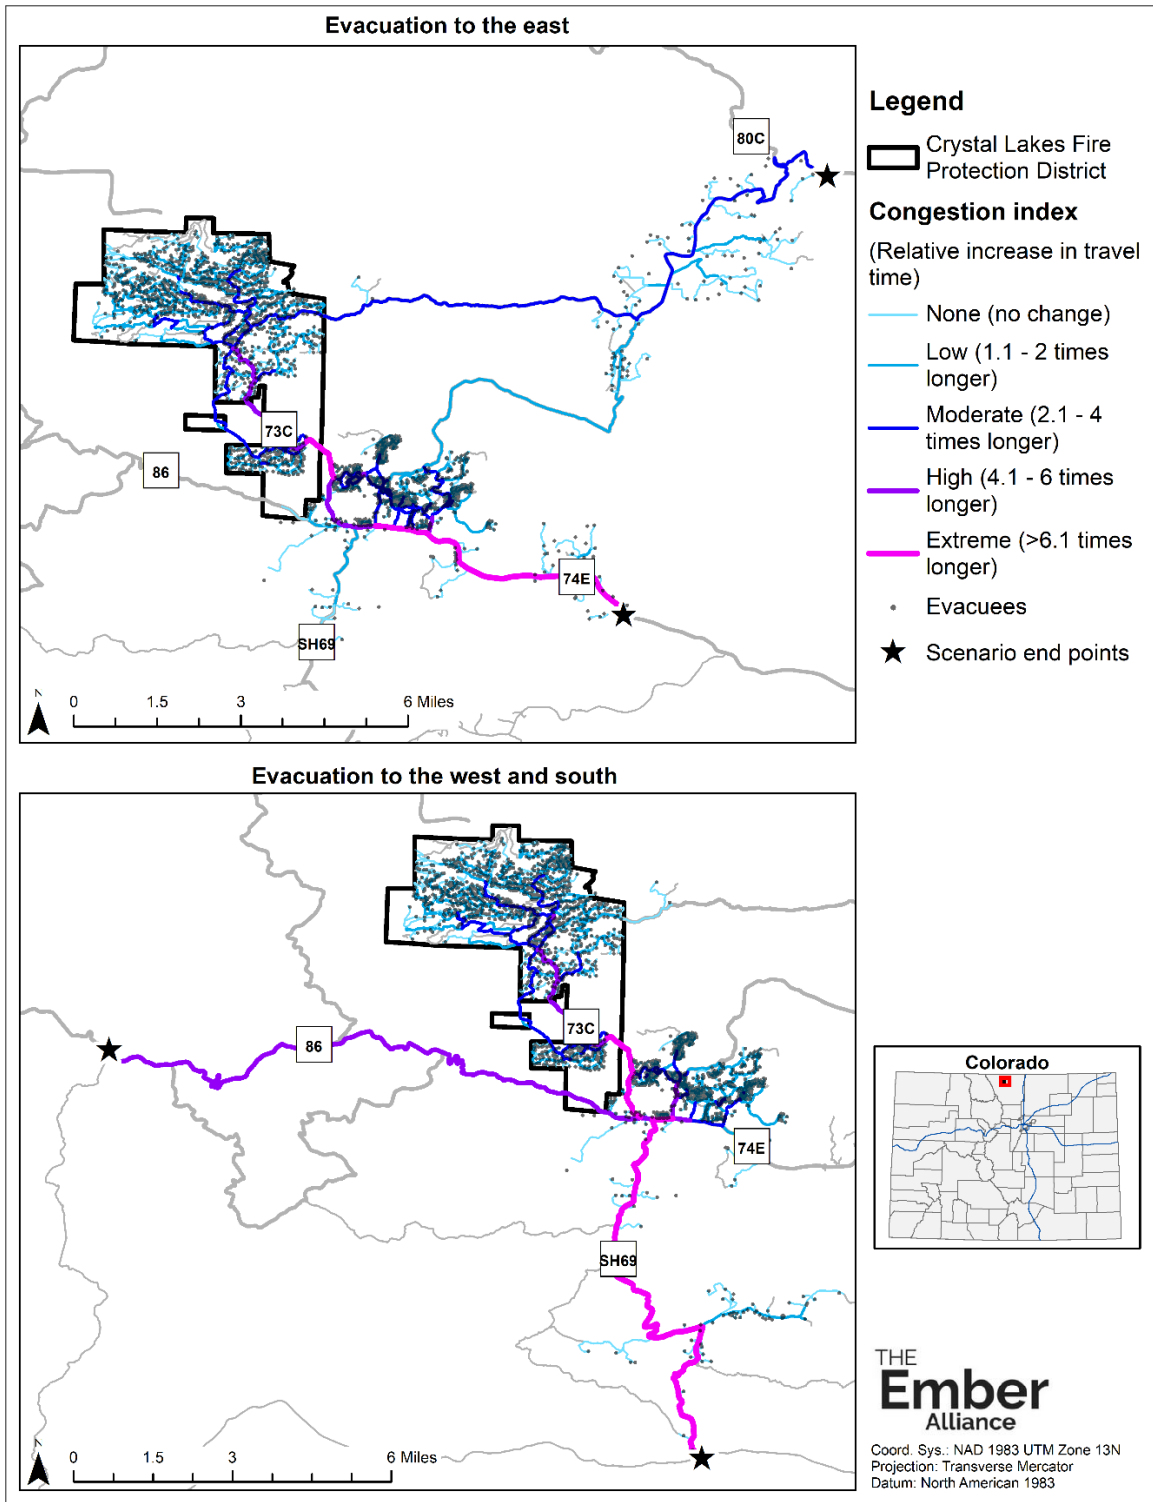 Evacuation to the east
80C
73C
86
74E
SH69
N
0 1.5 3 6 Miles
Legend
Crystal Lakes Fire
Protection District
Congestion index
(Relative increase in travel
time)
None (no change)
Low (1.1 - 2 times
longer)
Moderate (2.1 - 4
times longer)
High (4.1 - 6 times
longer)
Extreme (>6.1 times
longer)
Evacuees
Scenario end points
Evacuation to the west and south
73C
86
74E
SH69
N
0 1.5 3 6 Miles
Colorado
THE
Ember
Alliance
Coord. Sys.: NAD 1983 UTM Zone 13N
Projection: Transverse Mercator
Datum: North American 1983